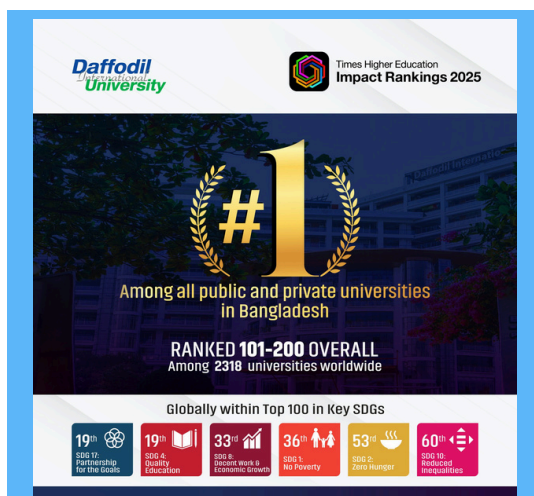 Daffodil
International
University
Times Higher Education
Impact Rankings 2025
#1
Among all public and private universities
in Bangladesh
RANKED 101-200 OVERALL
Among 2318 universities worldwide
Globally within Top 100 in Key SDGs
19th
SDG 17:
Partnership
for the Goals
19th
SDG 4:
Quality
Education
33rd
SDG 8:
Decent Work &
Economic Growth
36th
SDG 1:
No Poverty
53rd
SDG 2:
Zero Hunger
60th
SDG 10:
Reduced
Inequalities